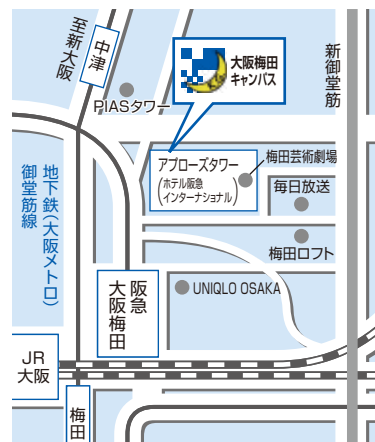 至新大阪
中津
大阪梅田
キャンパス
新御堂筋
PIASタワー
アプローズタワー
(ホテル阪急
インターナショナル)
梅田芸術劇場
毎日放送
梅田ロフト
地下鉄(大阪メトロ)
御堂筋線
阪急
大阪梅田
UNIQLO OSAKA
JR
大阪
梅田